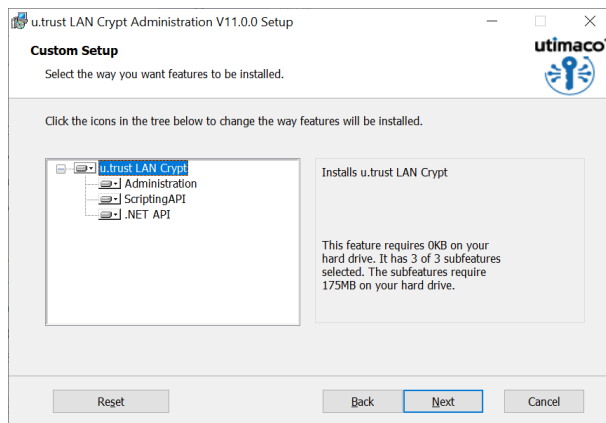 u.trust LAN Crypt Administration V11.0.0 Setup
Custom Setup
Select the way you want features to be installed.
utimaco®
Click the icons in the tree below to change the way features will be installed.
u.trust LAN Crypt
Administration
ScriptingAPI
.NET API
Installs u.trust LAN Crypt
This feature requires 0KB on your
hard drive. It has 3 of 3 subfeatures
selected. The subfeatures require
175MB on your hard drive.
Reset
Back
Next
Cancel